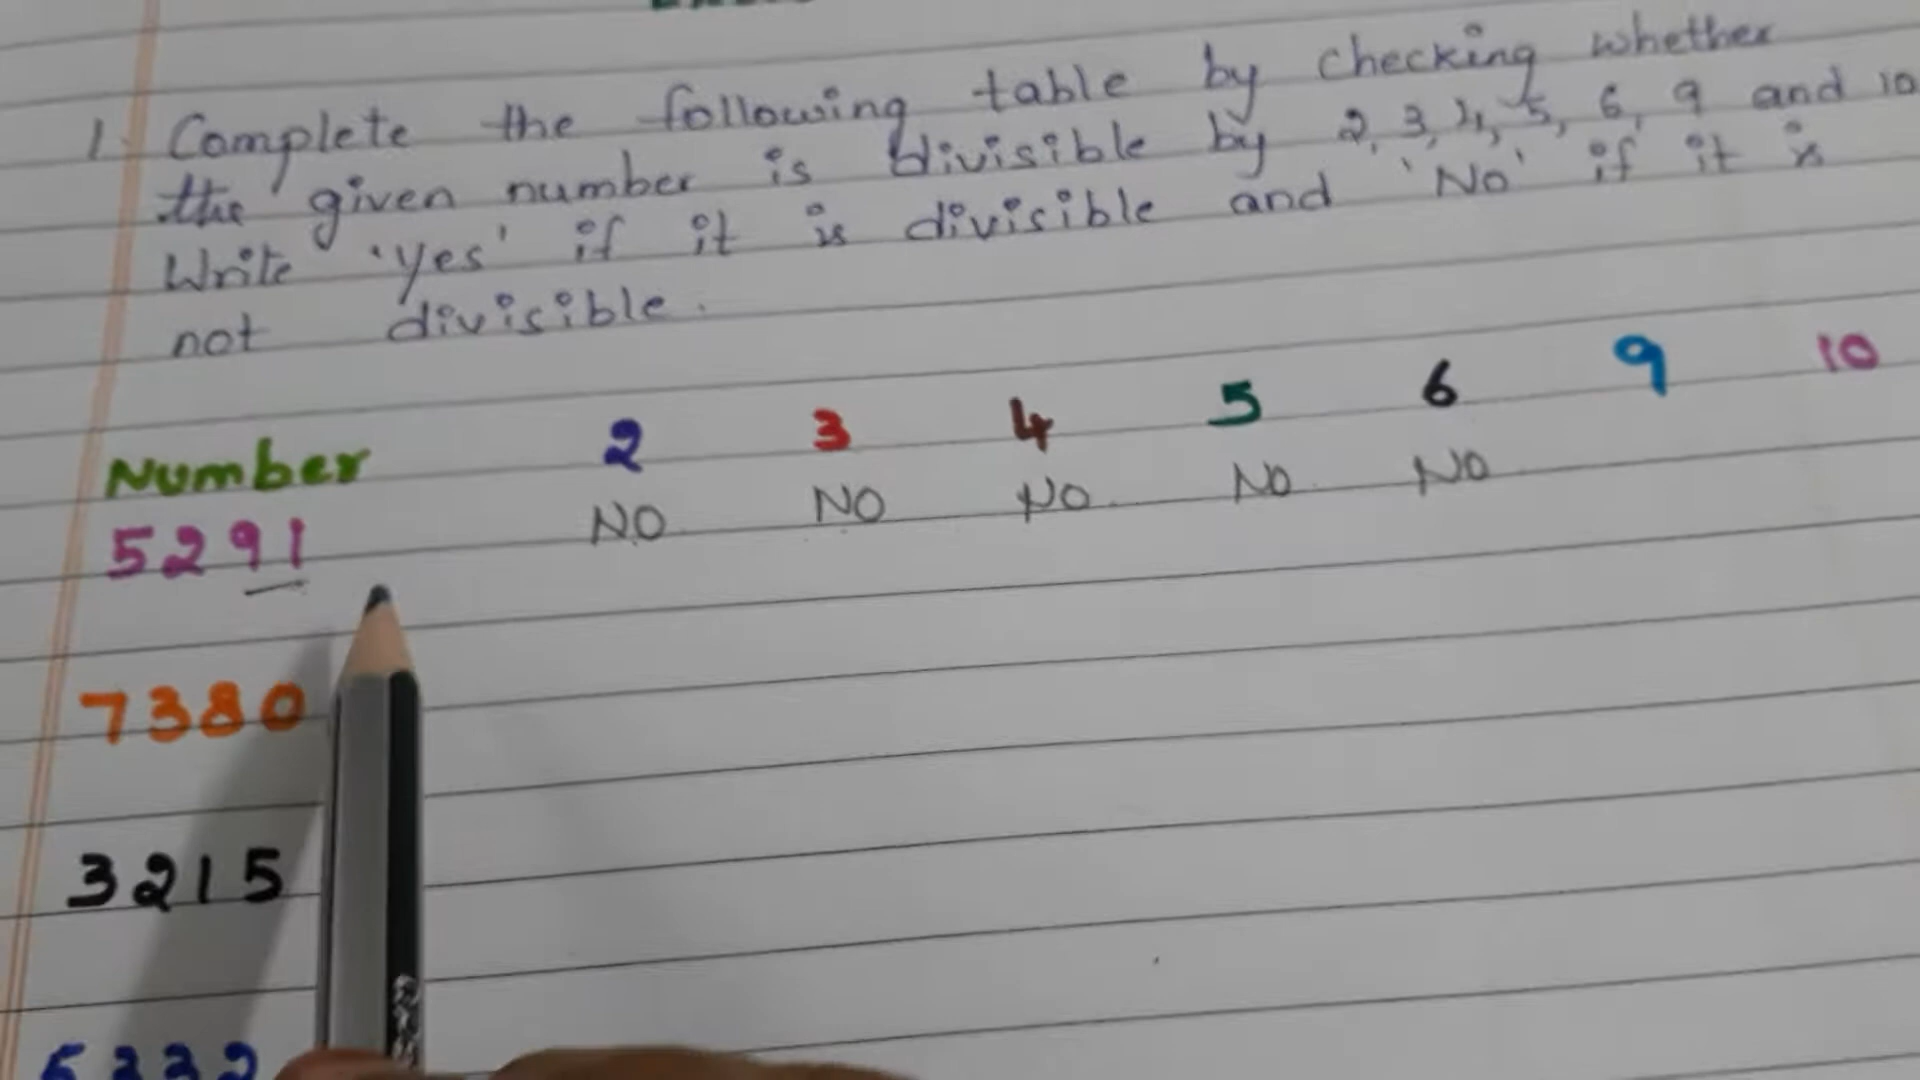 1. Complete the following table by checking whether
the given number is divisible by 2, 3, 4, 5, 6, 9 and 10
Write 'yes' if it is divisible and 'No' if it is
not divisible.
Number 2 3 4 5 6 9 10
5291 NO NO NO NO NO
7380
3215